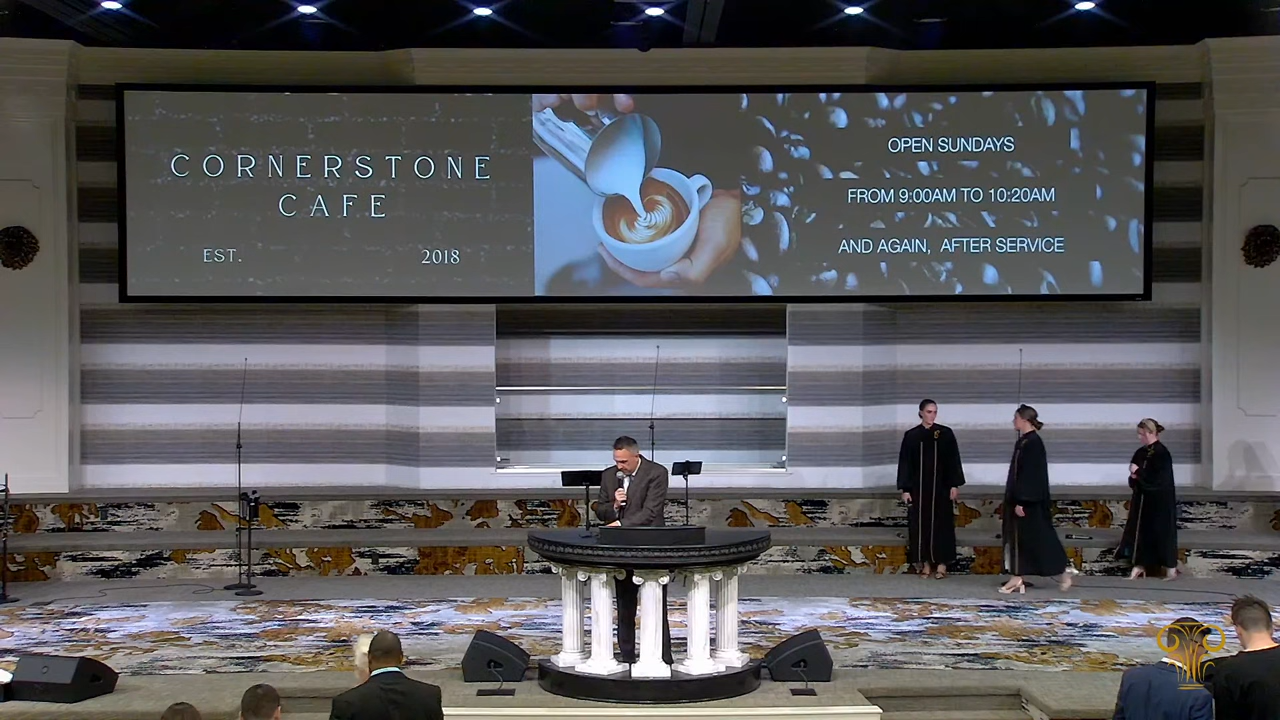 CORNERSTONE
CAFE
EST. 2018
OPEN SUNDAYS
FROM 9:00AM TO 10:20AM
AND AGAIN, AFTER SERVICE